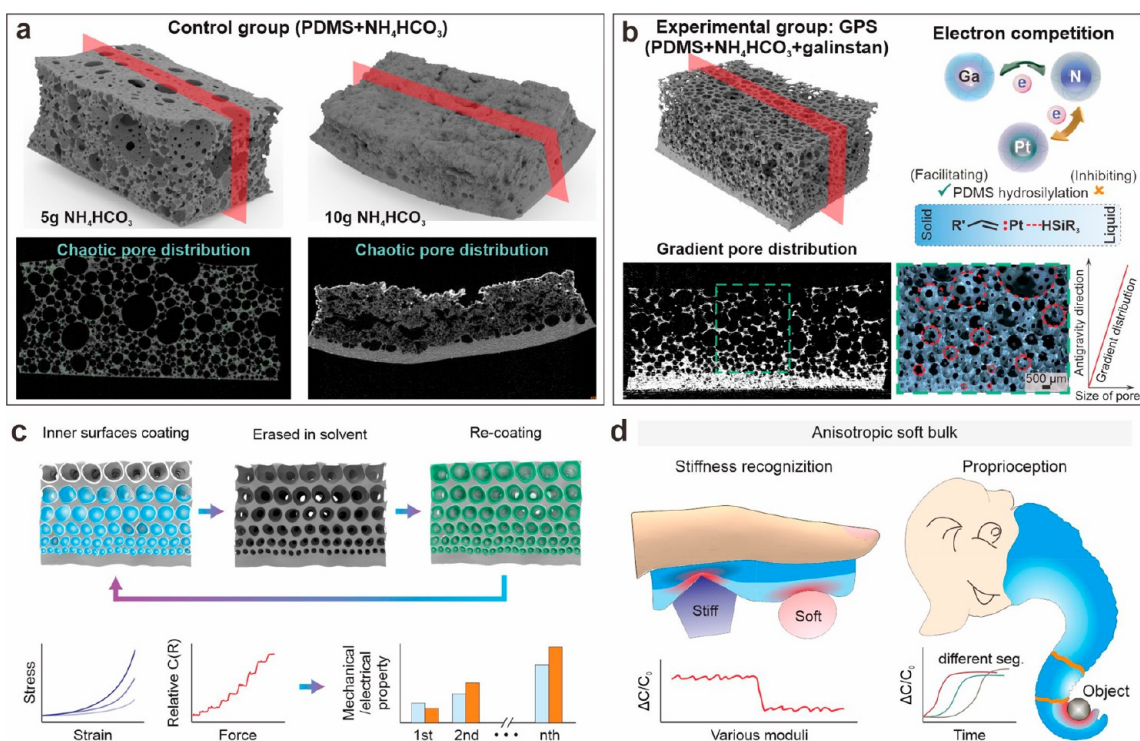 a
Control group (PDMS+NH₄HCO₃)
5g NH₄HCO₃
10g NH₄HCO₃
Chaotic pore distribution
Chaotic pore distribution
b
Experimental group: GPS
(PDMS+NH₄HCO₃+galinstan)
Electron competition
Ga
e
N
e
Pt
(Facilitating)
(Inhibiting)
✓ PDMS hydrosilylation ✘
Solid
R' :Pt---HSiR₃
Liquid
Gradient pore distribution
500 µm
Antigravity direction
Gradient distribution
Size of pore
c
Inner surfaces coating
Erased in solvent
Re-coating
Stress
Strain
Relative C(R)
Force
Mechanical
/electrical
property
1st 2nd ••• nth
d
Anisotropic soft bulk
Stiffness recognizition
Stiff
Soft
ΔC/C₀
Various moduli
Proprioception
Object
different seg.
ΔC/C₀
Time